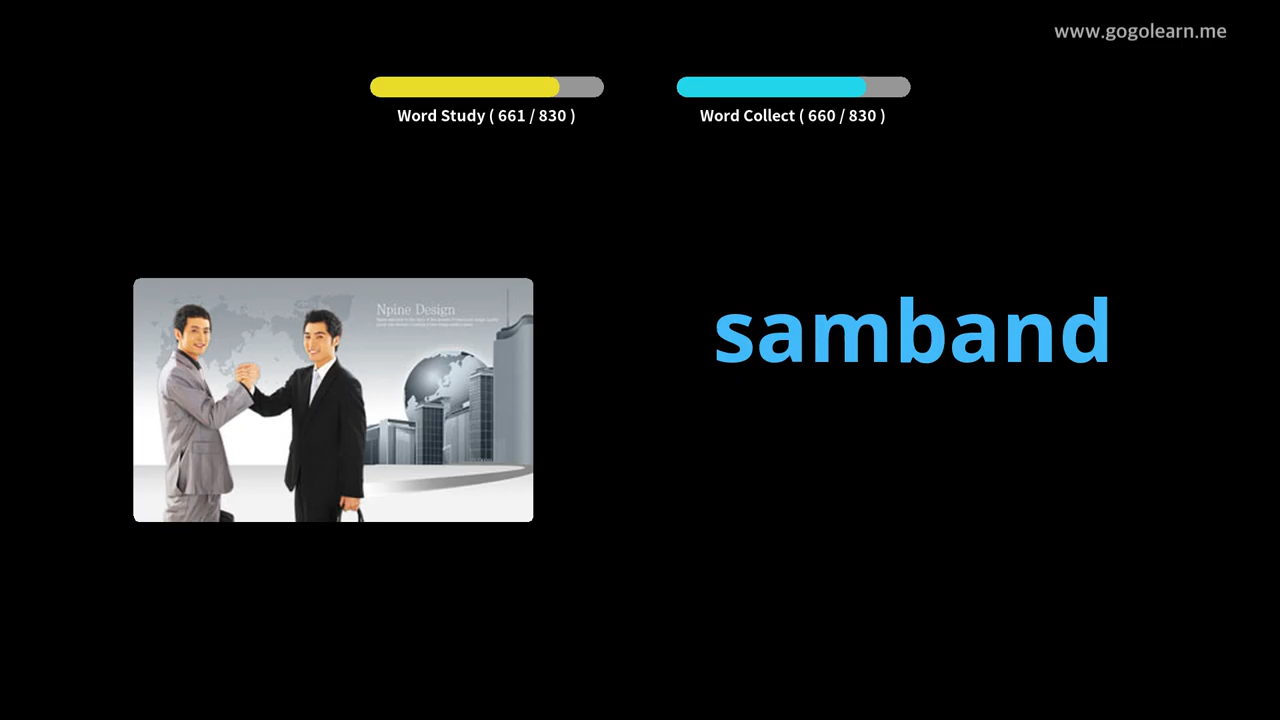 www.gogolearn.me
Word Study ( 661 / 830 )
Word Collect ( 660 / 830 )
Npine Design
samband